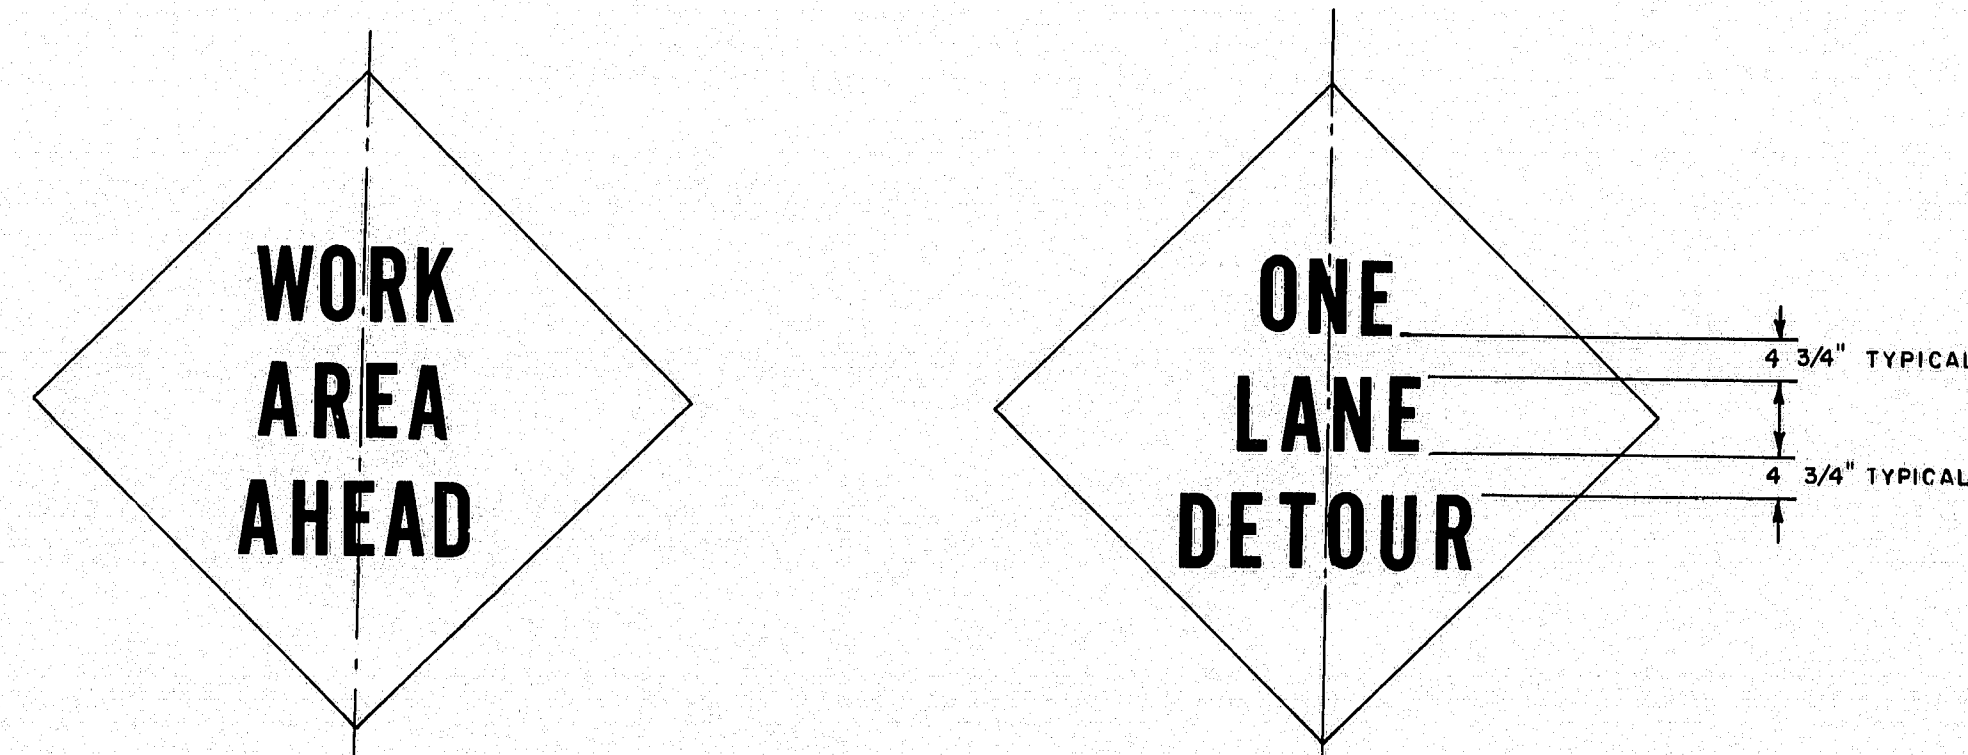 WORK
AREA
AHEAD
ONE
LANE
DETOUR
4 3/4" TYPICAL
4 3/4" TYPICAL